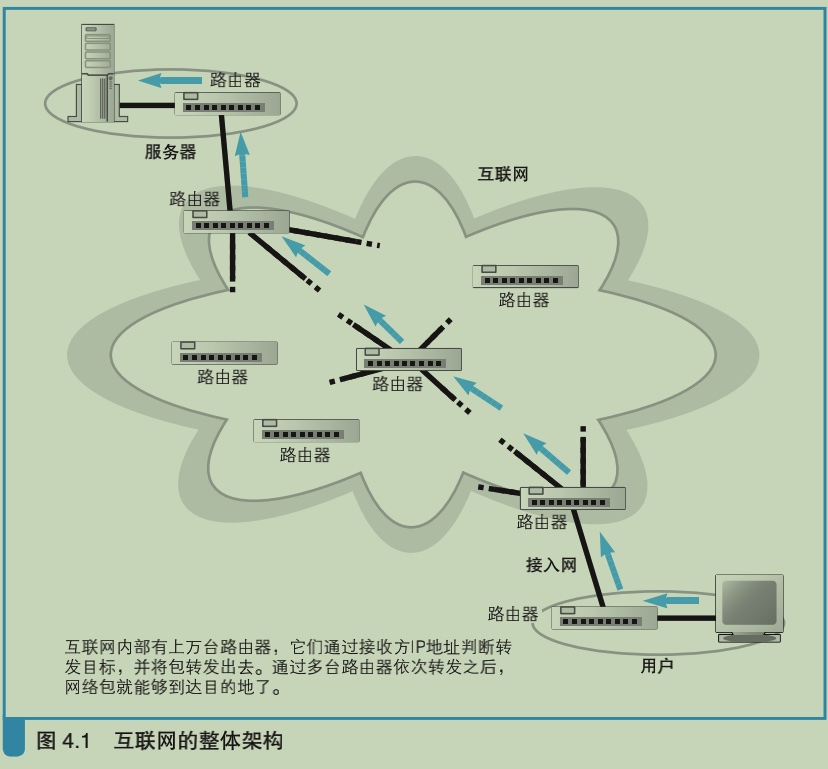 路由器
服务器
互联网
路由器
路由器
路由器
路由器
路由器
路由器
接入网
路由器
用户
互联网内部有上万台路由器，它们通过接收方IP地址判断转
发目标，并将包转发出去。通过多台路由器依次转发之后，
网络包就能够到达目的地了。
图 4.1 互联网的整体架构